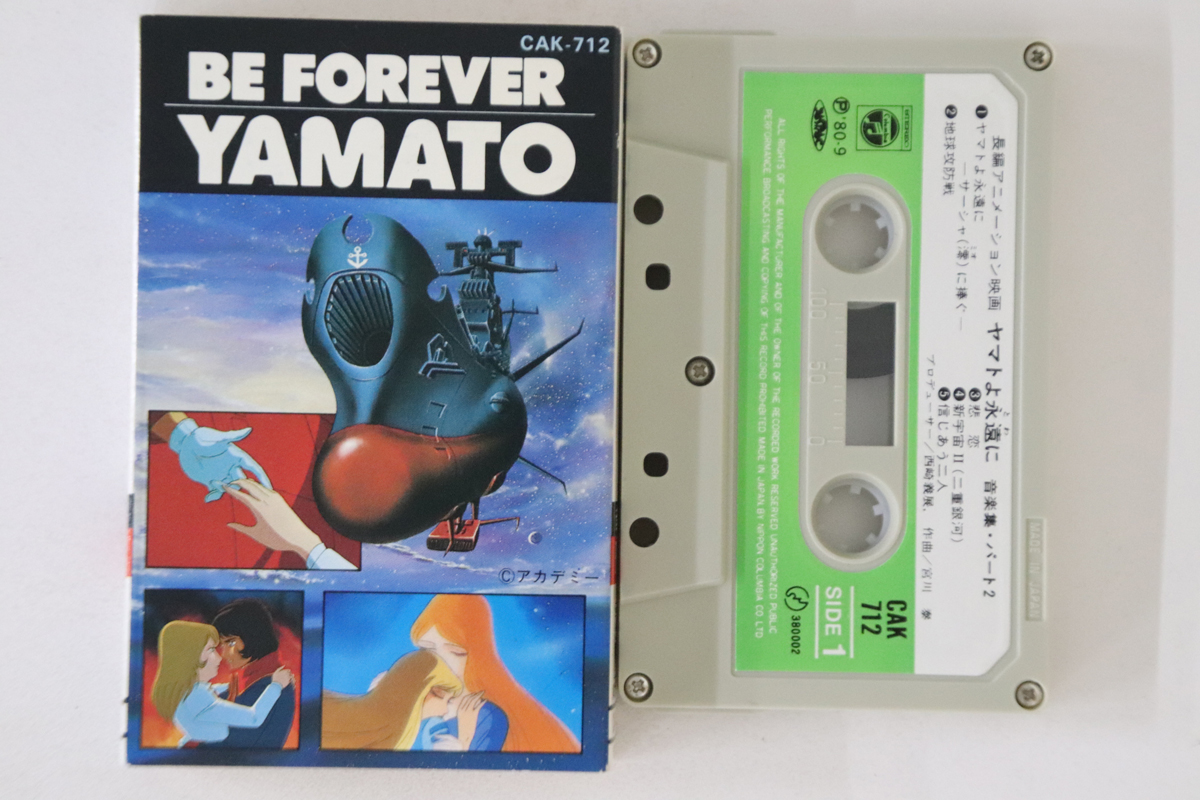 CAK-712
BE FOREVER
YAMATO
©アカデミー
長編アニメーション映画 ヤマトよ永遠に 音楽集・パート2
とわ
❶ヤマトよ永遠に
―サーシャ(澪)に捧ぐ―
みお
❷地球攻防戦
❸悲 恋
❹新宇宙II(二重銀河)
❺信じあう二人
プロデューサー/西崎義展, 作曲/宮川 泰
Columbia
Ⓟ'80·9
CAK
712
SIDE 1
380002
ALL RIGHTS OF THE MANUFACTURER AND OF THE OWNER OF THE RECORDED WORK RESERVED UNAUTHORIZED PUBLIC
PERFORMANCE BROADCASTING AND COPYING OF THIS RECORD PROHIBITED MADE IN JAPAN BY NIPPON COLUMBIA CO. LTD.
100 50 0
MADE IN JAPAN